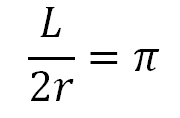 L/2r = π